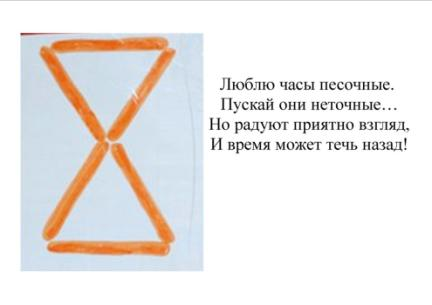 Люблю часы песочные.
Пускай они неточные…
Но радуют приятно взгляд,
И время может течь назад!